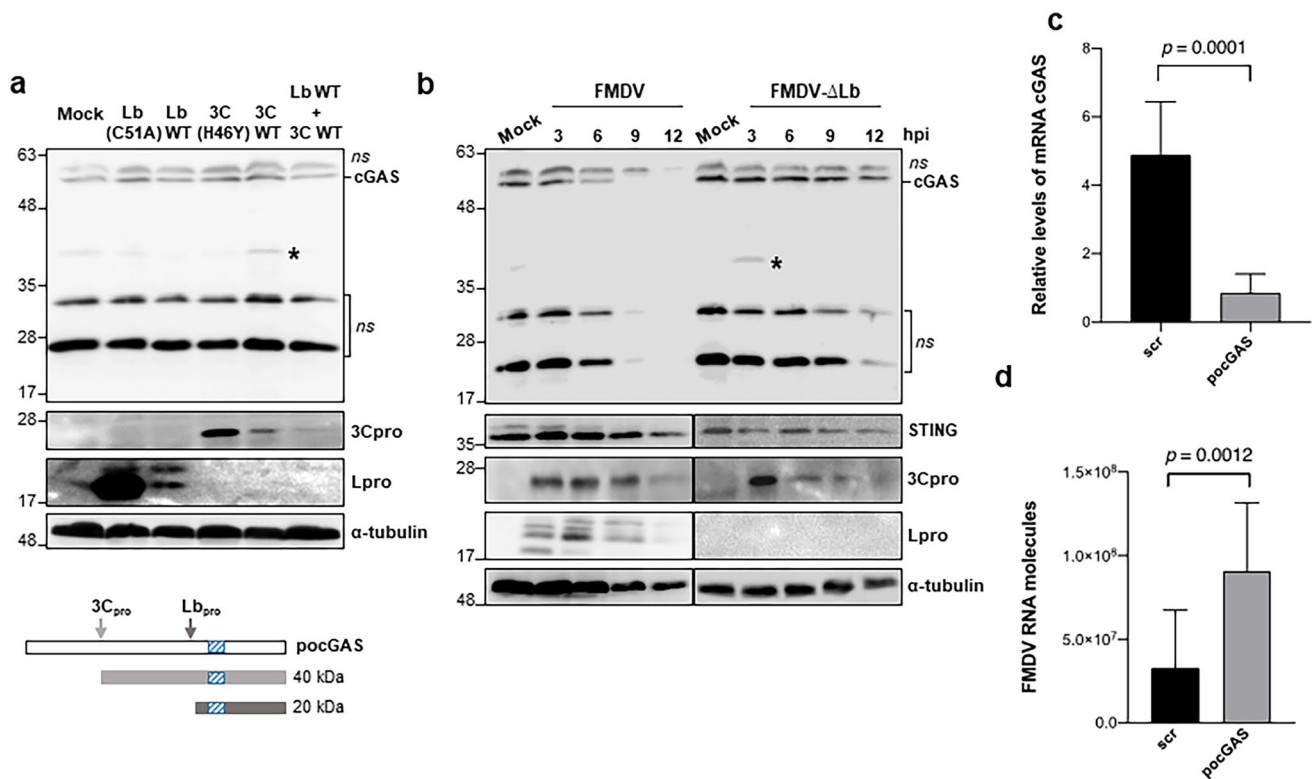 a
Mock
Lb
(C51A)
Lb
WT
3C
(H46Y)
3C
WT
Lb WT
+
3C WT
63
48
35
28
17
ns
cGAS
*
ns
28
3Cpro
17
Lpro
48
α-tubulin
3Cpro
Lbpro
pocGAS
40 kDa
20 kDa
b
FMDV
FMDV-ΔLb
Mock 3 6 9 12 Mock 3 6 9 12 hpi
63
48
35
28
17
ns
cGAS
*
ns
35
STING
28
3Cpro
17
Lpro
48
α-tubulin
c
p = 0.0001
Relative levels of mRNA cGAS
8
6
4
2
0
scr
pocGAS
d
p = 0.0012
FMDV RNA molecules
1.5×10⁸
1.0×10⁸
5.0×10⁷
0.0
scr
pocGAS